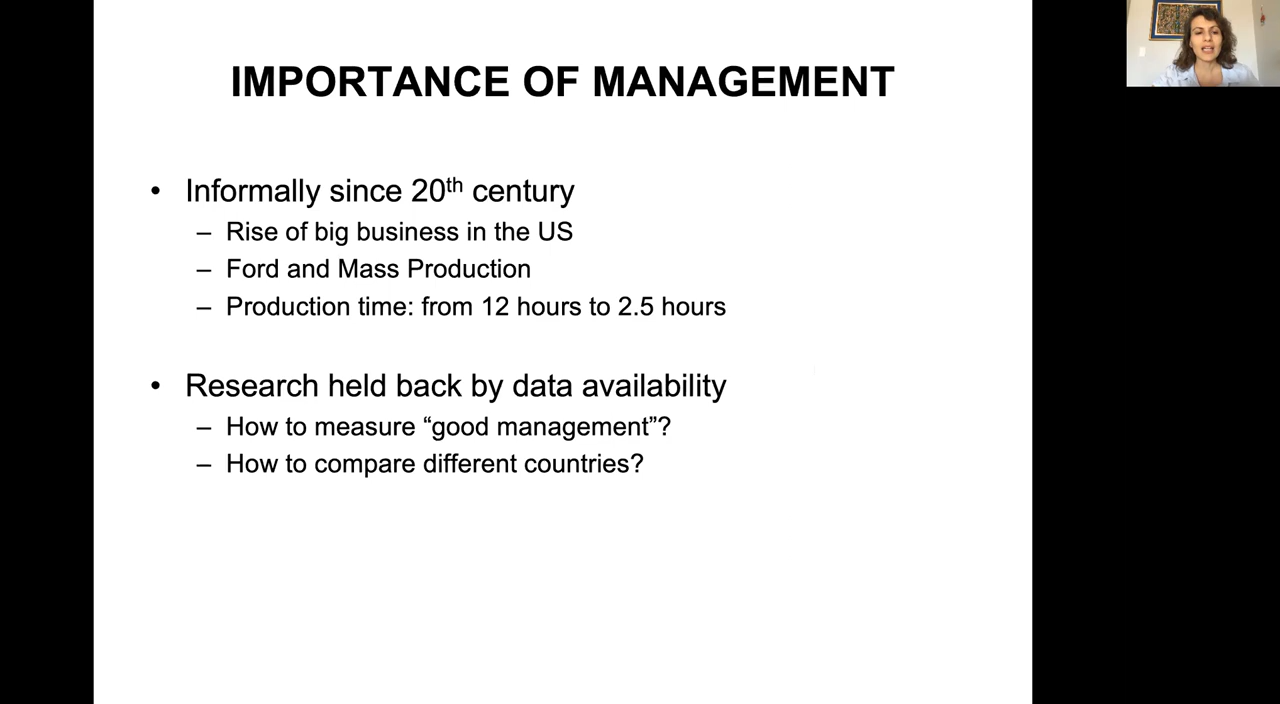 IMPORTANCE OF MANAGEMENT
• Informally since 20th century
– Rise of big business in the US
– Ford and Mass Production
– Production time: from 12 hours to 2.5 hours
• Research held back by data availability
– How to measure “good management”?
– How to compare different countries?